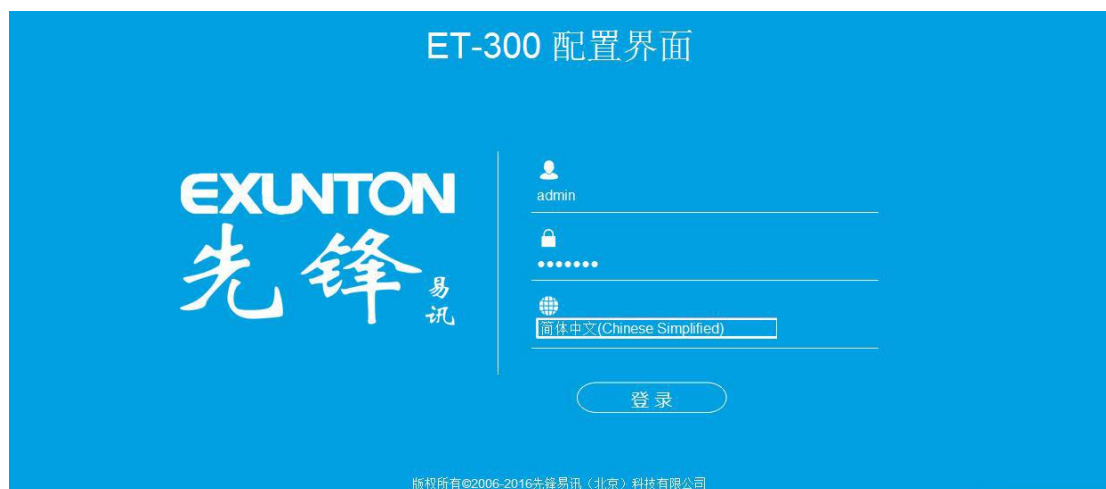 ET-300 配置界面
EXUNTON
先锋
易讯
admin
•••••••
简体中文(Chinese Simplified)
登录
版权所有©2006-2016先锋易讯（北京）科技有限公司